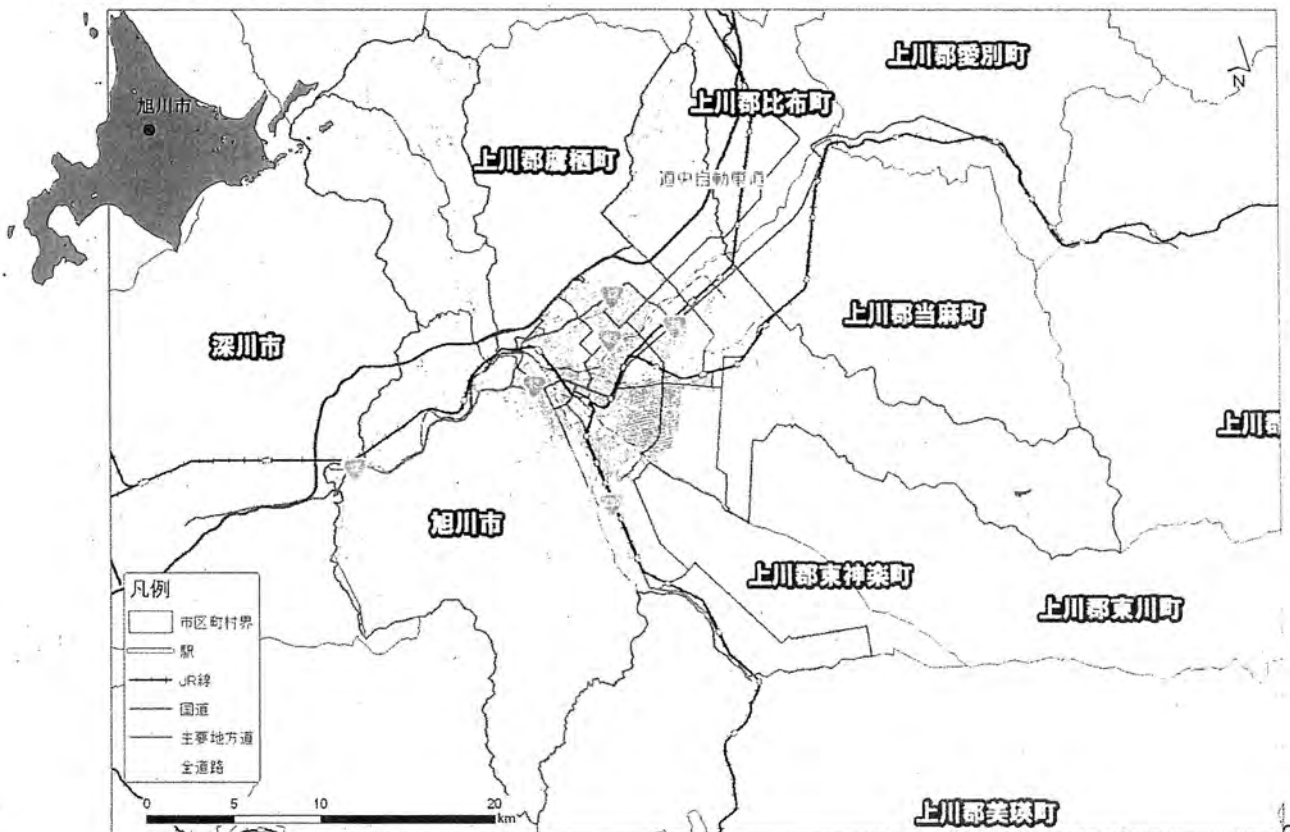 旭川市
上川郡愛別町
N
上川郡比布町
上川郡鷹栖町
道央自動車道
上川郡当麻町
深川市
上川郡
旭川市
上川郡東神楽町
上川郡東川町
凡例
市区町村界
駅
JR線
国道
主要地方道
全道路
0 5 10 20
km
上川郡美瑛町